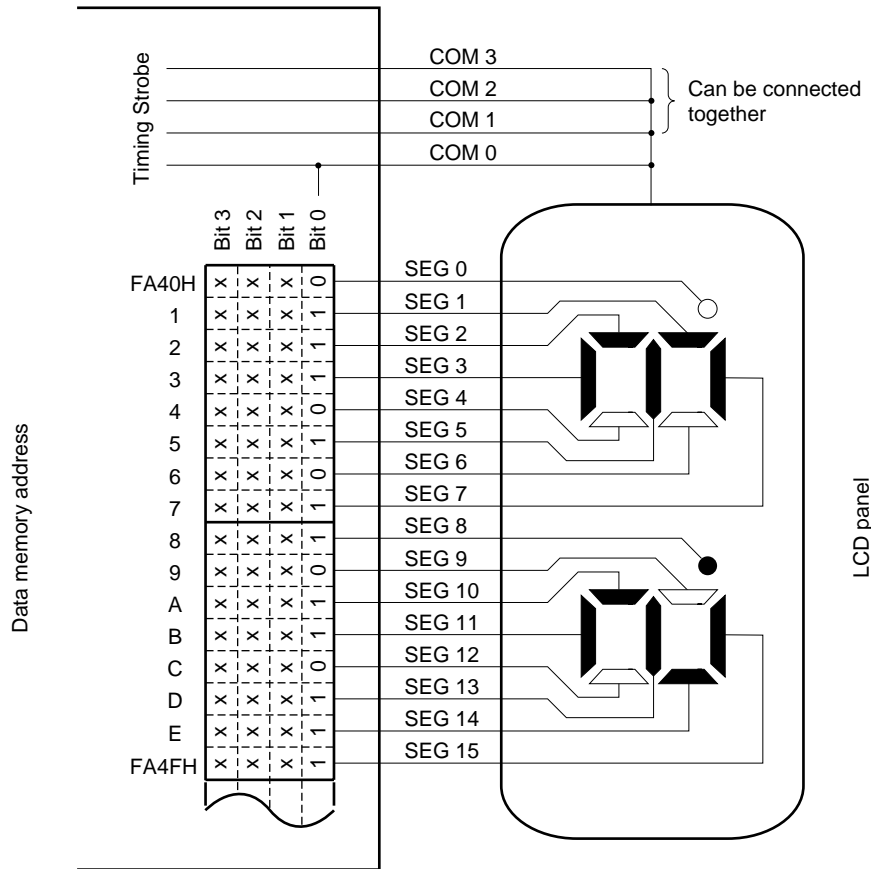 Timing Strobe
COM 3
COM 2
COM 1
COM 0
Can be connected
together
Bit 3
Bit 2
Bit 1
Bit 0
Data memory address
LCD panel
FA40H x x x 0 SEG 0
1 x x x 1 SEG 1
2 x x x 1 SEG 2
3 x x x 1 SEG 3
4 x x x 0 SEG 4
5 x x x 1 SEG 5
6 x x x 0 SEG 6
7 x x x 1 SEG 7
8 x x x 1 SEG 8
9 x x x 0 SEG 9
A x x x 1 SEG 10
B x x x 1 SEG 11
C x x x 0 SEG 12
D x x x 1 SEG 13
E x x x 1 SEG 14
FA4FH x x x 1 SEG 15